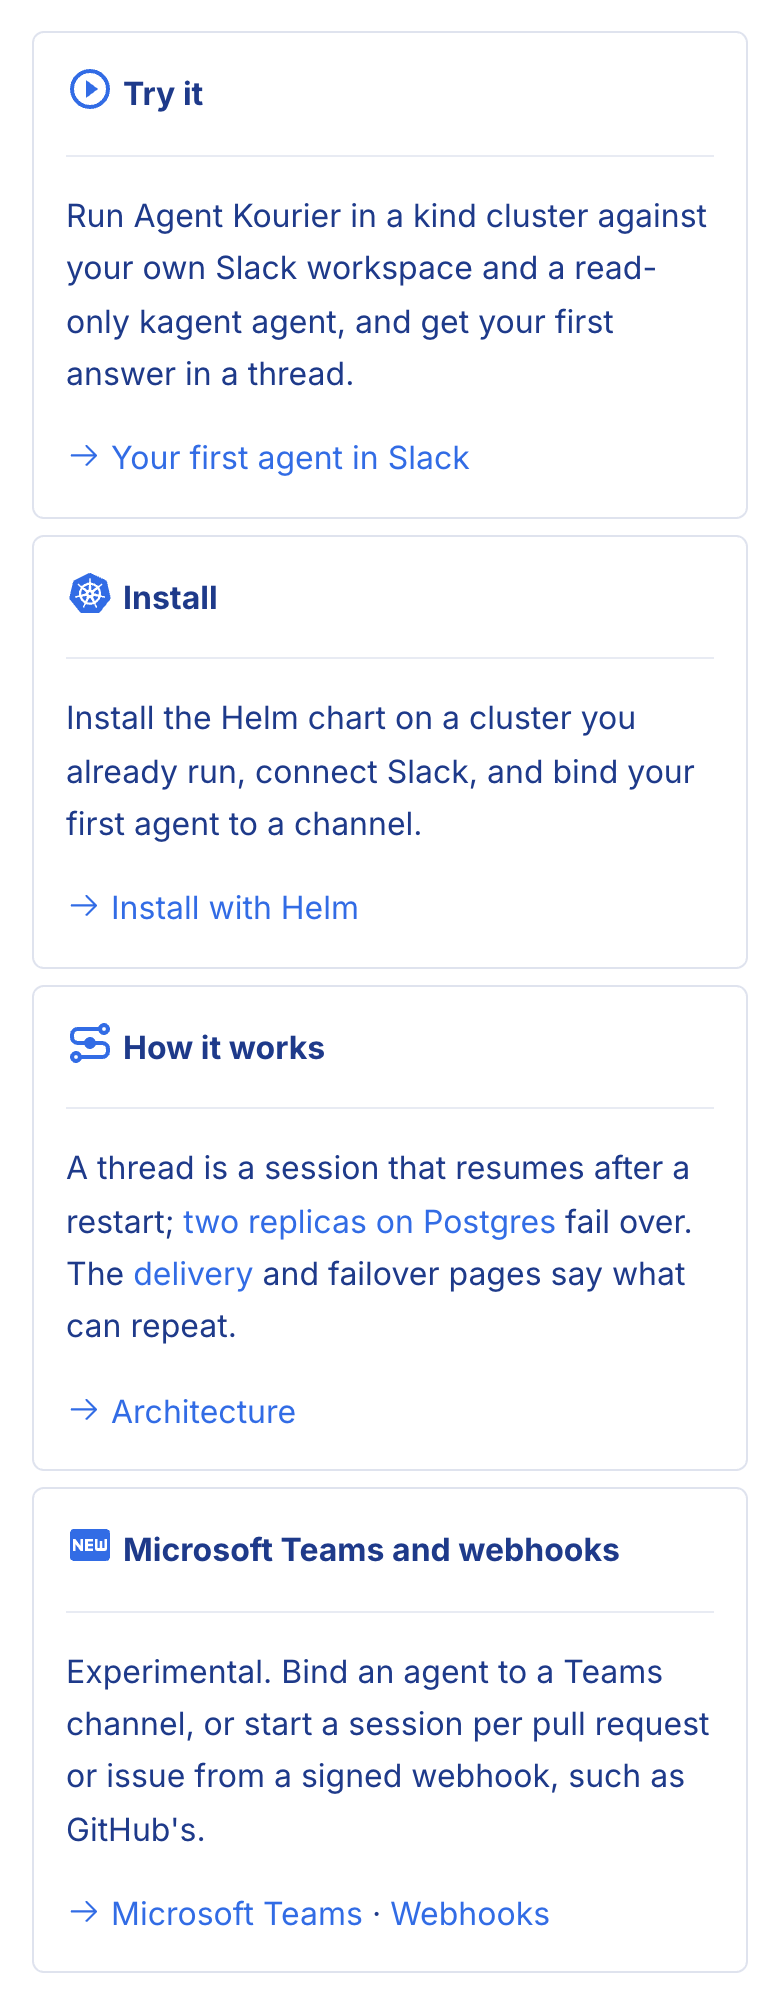 Try it
Run Agent Kourier in a kind cluster against
your own Slack workspace and a read-
only kagent agent, and get your first
answer in a thread.
→ Your first agent in Slack
Install
Install the Helm chart on a cluster you
already run, connect Slack, and bind your
first agent to a channel.
→ Install with Helm
How it works
A thread is a session that resumes after a
restart; two replicas on Postgres fail over.
The delivery and failover pages say what
can repeat.
→ Architecture
NEW Microsoft Teams and webhooks
Experimental. Bind an agent to a Teams
channel, or start a session per pull request
or issue from a signed webhook, such as
GitHub's.
→ Microsoft Teams · Webhooks